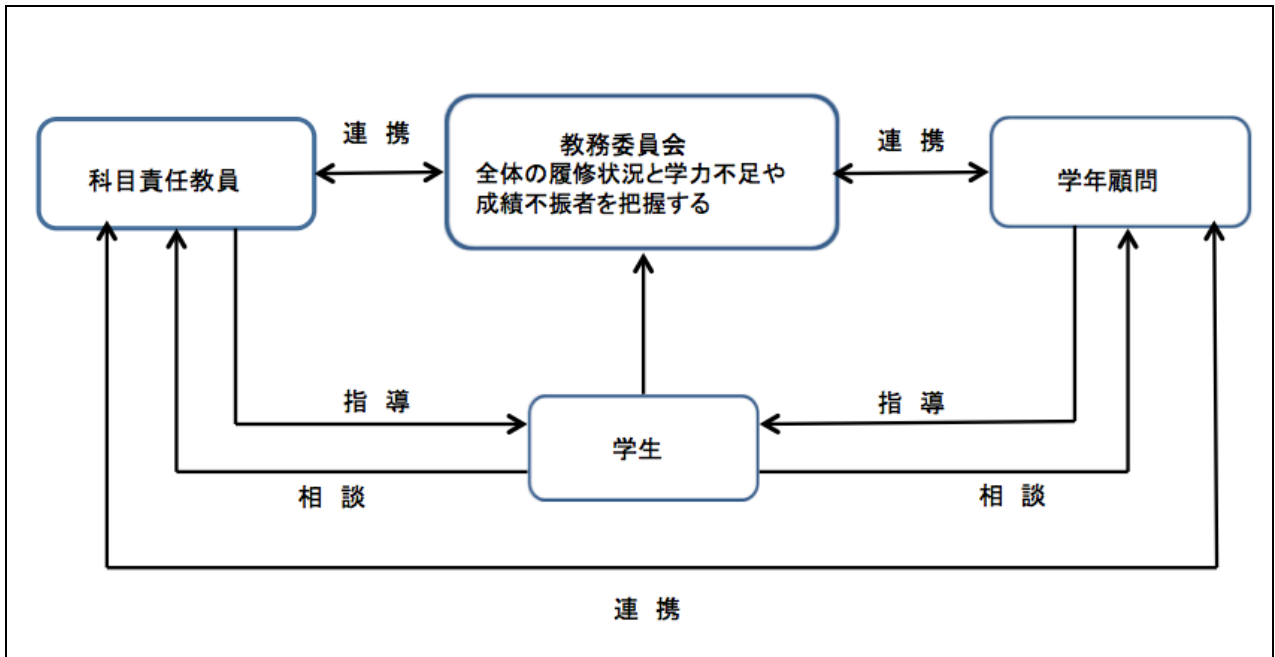 連 携
教務委員会
連 携
科目責任教員
全体の履修状況と学力不足や
成績不振者を把握する
学年顧問
指 導
指 導
学生
相 談
相 談
連 携